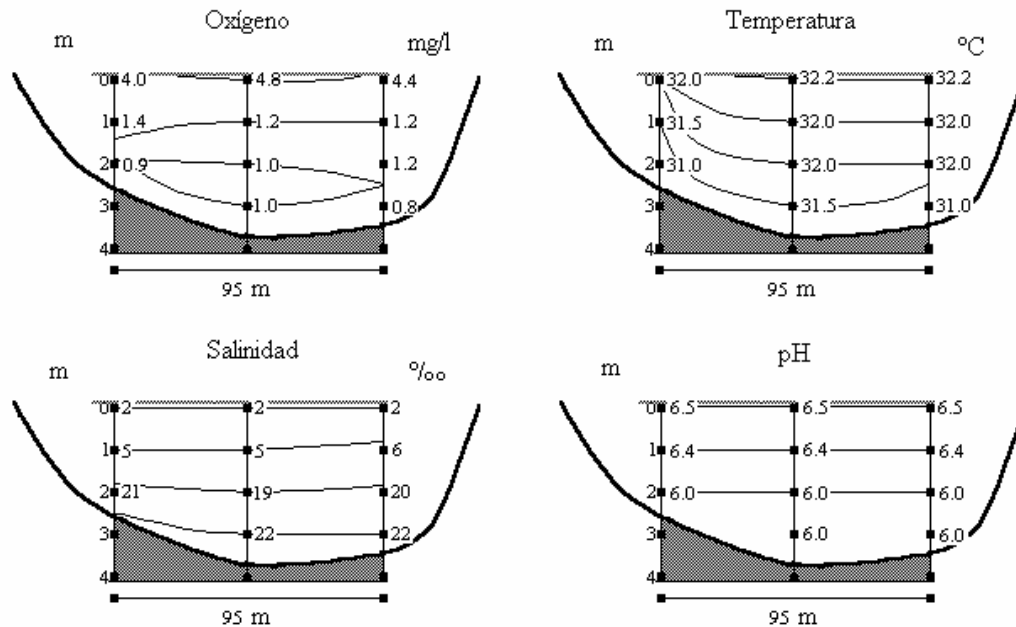 Oxígeno
m
mg/l
0 4.0 4.8 4.4
1 1.4 1.2 1.2
2 0.9 1.0 1.2
3 1.0 0.8
4
95 m
Temperatura
m
ºC
0 32.0 32.2 32.2
1 31.5 32.0 32.0
2 31.0 32.0 32.0
3 31.5 31.0
4
95 m
Salinidad
m
º/oo
0 2 2 2
1 5 5 6
2 21 19 20
3 22 22
4
95 m
pH
m
0 6.5 6.5 6.5
1 6.4 6.4 6.4
2 6.0 6.0 6.0
3 6.0 6.0
4
95 m